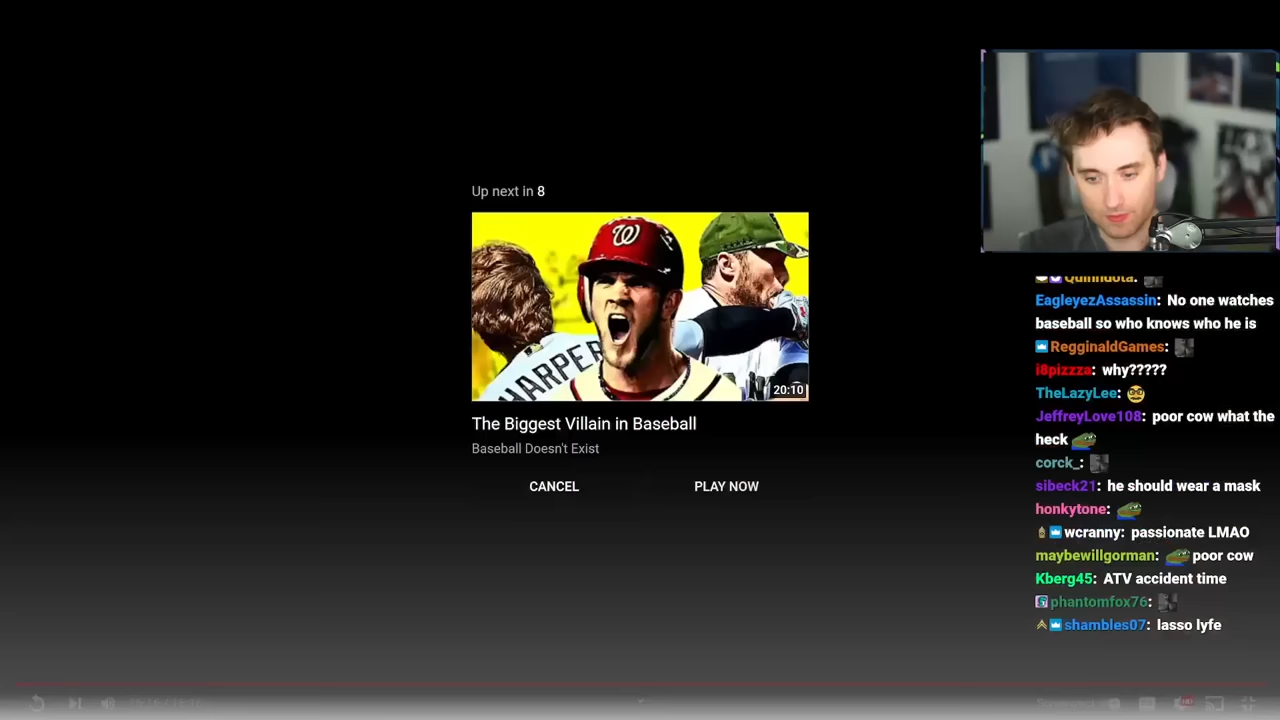 Up next in 8
W
HARPER
20:10
The Biggest Villain in Baseball
Baseball Doesn't Exist
CANCEL
PLAY NOW
Quinndota:
EagleyezAssassin: No one watches
baseball so who knows who he is
RegginaldGames:
i8pizzza: why?????
TheLazyLee:
JeffreyLove108: poor cow what the
heck
corck_:
sibeck21: he should wear a mask
honkytone:
wcranny: passionate LMAO
maybewillgorman: poor cow
Kberg45: ATV accident time
phantomfox76:
shambles07: lasso lyfe